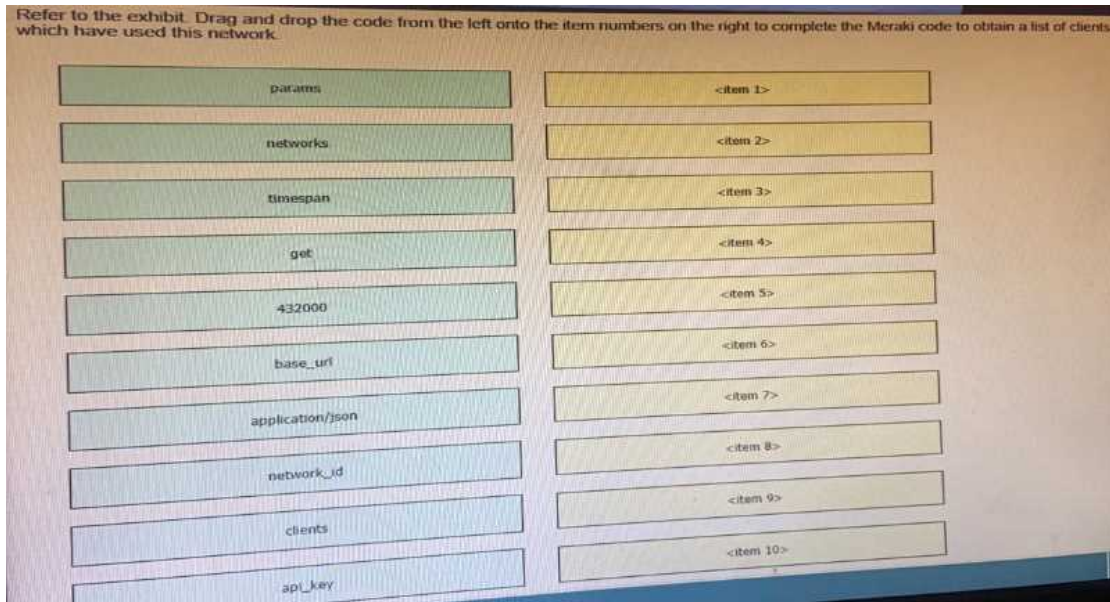 Refer to the exhibit. Drag and drop the code from the left onto the item numbers on the right to complete the Meraki code to obtain a list of clients
which have used this network
params
<item 1>
networks
<item 2>
timespan
<item 3>
get
<item 4>
432000
<item 5>
base_url
<item 6>
application/json
<item 7>
network_id
<item 8>
clients
<item 9>
api_key
<item 10>